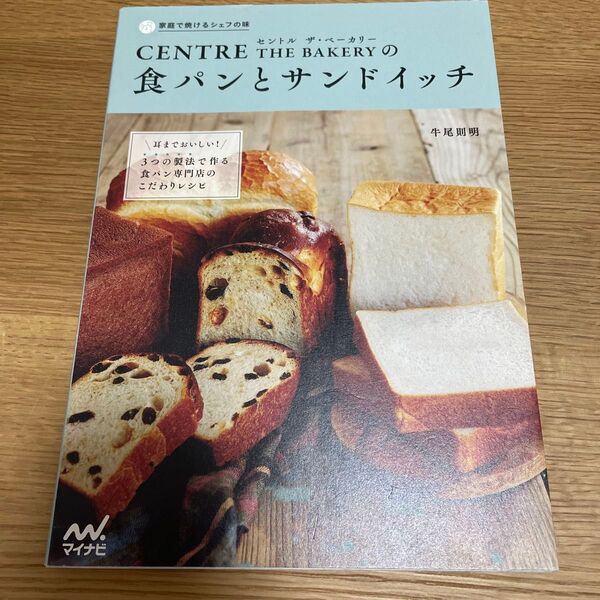 家庭で焼けるシェフの味
セントル ザ・ベーカリー
CENTRE THE BAKERYの
食パンとサンドイッチ
牛尾則明
耳までおいしい!
3つの製法で作る
食パン専門店の
こだわりレシピ
マイナビ